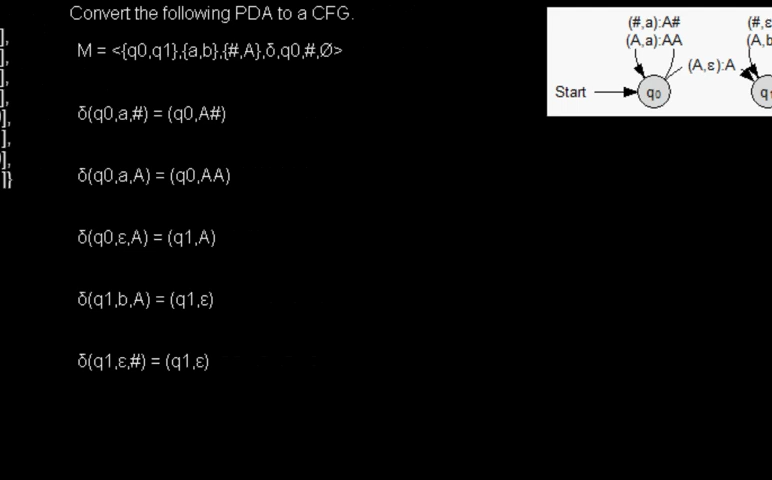 Convert the following PDA to a CFG.
M = <{q0,q1},{a,b},{#,A},δ,q0,#,Ø>
δ(q0,a,#) = (q0,A#)
δ(q0,a,A) = (q0,AA)
δ(q0,ε,A) = (q1,A)
δ(q1,b,A) = (q1,ε)
δ(q1,ε,#) = (q1,ε)
],
],
],
],
],
],
],
]}
(#,a):A#
(A,a):AA
(A,ε):A
Start
q0
(#,ε
(A,b
q